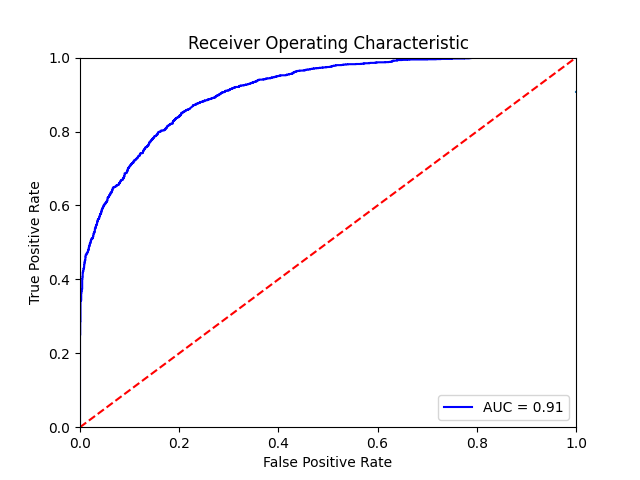 Receiver Operating Characteristic
1.0
0.8
0.6
0.4
0.2
0.0
True Positive Rate
AUC = 0.91
0.0 0.2 0.4 0.6 0.8 1.0
False Positive Rate